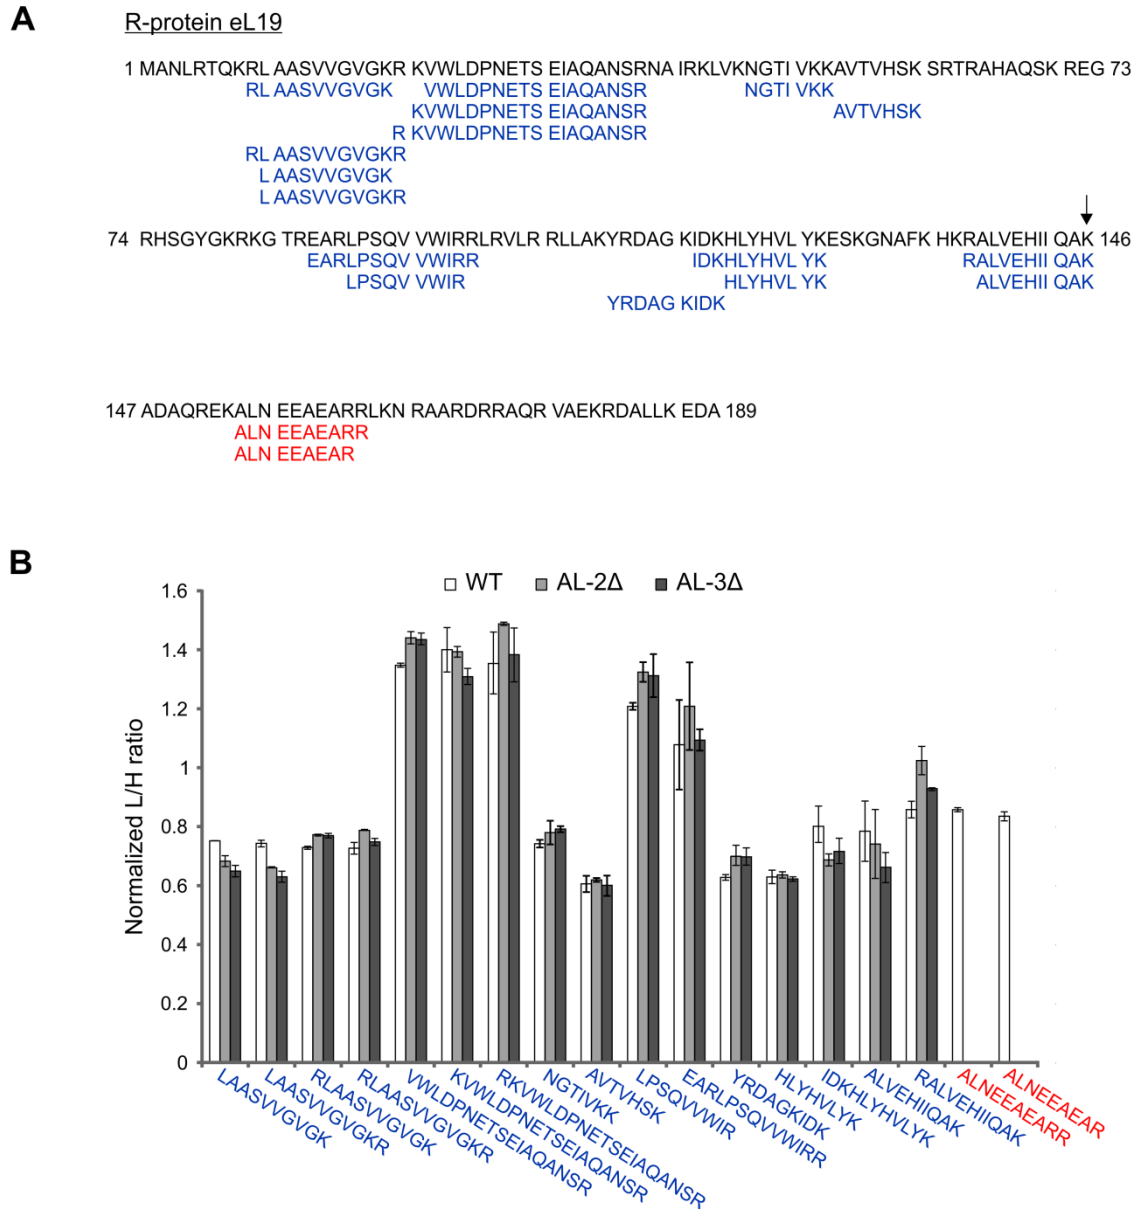 A
R-protein eL19
1 MANLRTQKRL AASVVGVGKR KVWLDPNETS EIAQANSRNA IRKLVKNGTI VKKAVTVHSK SRTRAHAQSK REG 73
RL AASVVGVGK VWLDPNETS EIAQANSR NGTI VKK
KVWLDPNETS EIAQANSR AVTVHSK
R KVWLDPNETS EIAQANSR
RL AASVVGVGKR
L AASVVGVGK
L AASVVGVGKR
74 RHSGYGKRKG TREARLPSQV VWIRRLRVLR RLLAKYRDAG KIDKHLYHVL YKESKGNAFK HKRALVEHII QAK 146
EARLPSQV VWIRR IDKHLYHVL YK RALVEHII QAK
LPSQV VWIR HLYHVL YK ALVEHII QAK
YRDAG KIDK
147 ADAQREKALN EEAEARRLKN RAARDRRAQR VAEKRDALLK EDA 189
ALN EEAEARR
ALN EEAEAR
B
WT AL-2Δ AL-3Δ
Normalized L/H ratio
1.6
1.4
1.2
1
0.8
0.6
0.4
0.2
0
LAASVVGVGK
LAASVVGVGKR
RLAASVVGVGK
RLAASVVGVGKR
VWLDPNETSEIAQANSR
KVWLDPNETSEIAQANSR
RKVWLDPNETSEIAQANSR
NGTIVKK
AVTVHSK
LPSQVVWIR
EARLPSQVVWIRR
YRDAGKIDK
HLYHVLYK
IDKHLYHVLYK
ALVEHIIQAK
RALVEHIIQAK
ALNEEAEARR
ALNEEAEAR